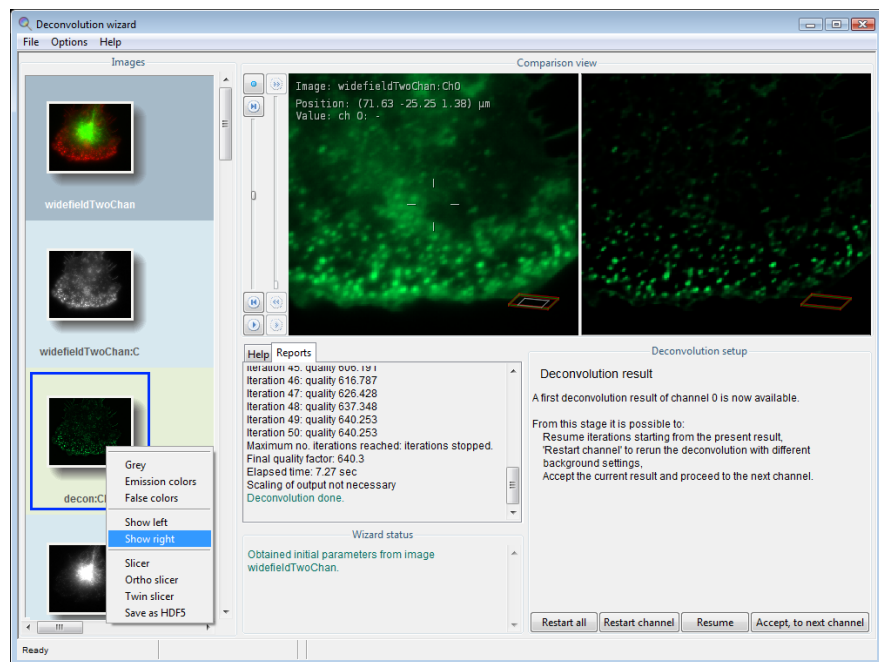 Deconvolution wizard
File Options Help
Images
Comparison view
widefieldTwoChan
widefieldTwoChan:C
decon:C
Image: widefieldTwoChan:Ch0
Position: (71.63 -25.25 1.38) µm
Value: ch 0: -
Grey
Emission colors
False colors
Show left
Show right
Slicer
Ortho slicer
Twin slicer
Save as HDF5
Help Reports
Iteration 45: quality 606.191
Iteration 46: quality 616.787
Iteration 47: quality 626.428
Iteration 48: quality 637.348
Iteration 49: quality 640.253
Iteration 50: quality 640.253
Maximum no. iterations reached: iterations stopped.
Final quality factor: 640.3
Elapsed time: 7.27 sec
Scaling of output not necessary
Deconvolution done.
Wizard status
Obtained initial parameters from image
widefieldTwoChan.
Deconvolution setup
Deconvolution result
A first deconvolution result of channel 0 is now available.
From this stage it is possible to:
Resume iterations starting from the present result,
'Restart channel' to rerun the deconvolution with different
background settings,
Accept the current result and proceed to the next channel.
Restart all Restart channel Resume Accept, to next channel
Ready